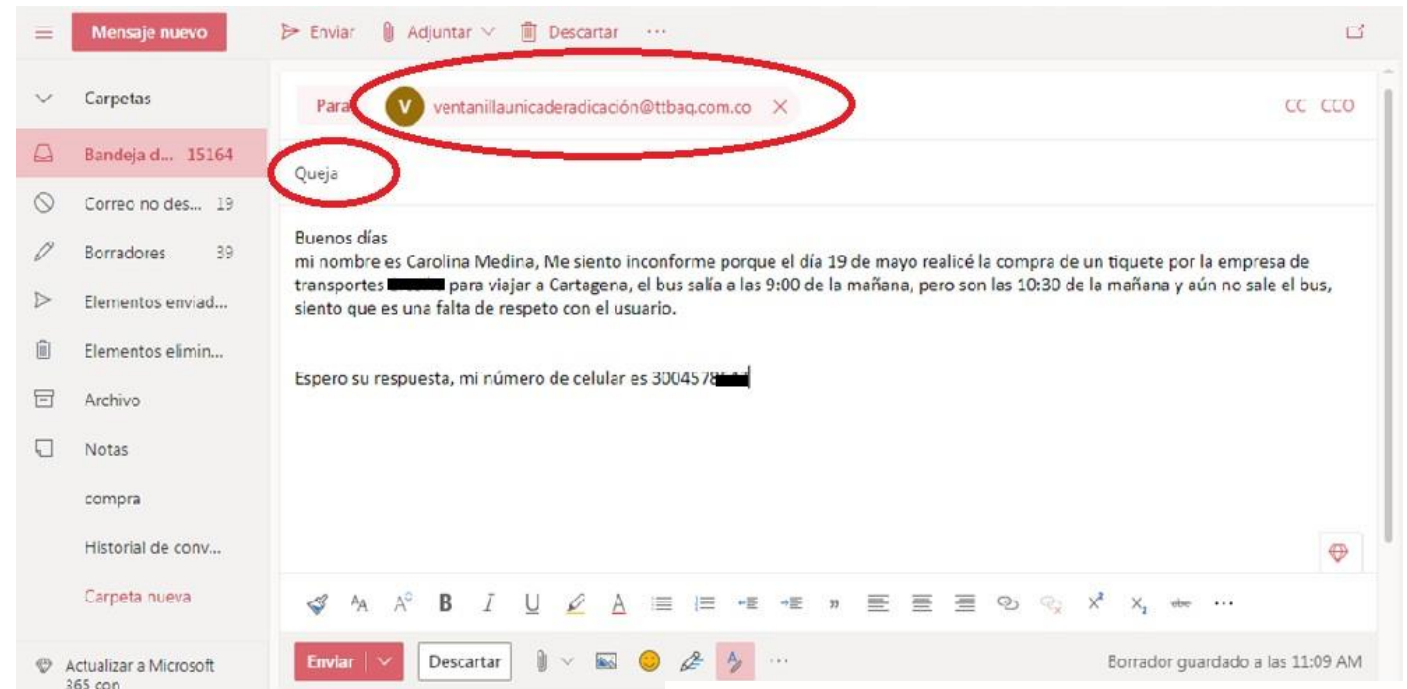 Mensaje nuevo
Enviar Adjuntar Descartar ...
Carpetas
Para V ventanillaunicaderadicación@ttbaq.com.co CC CCO
Bandeja d... 15164
Queja
Correo no des... 19
Borradores 39
Buenos días
mi nombre es Carolina Medina, Me siento inconforme porque el día 19 de mayo realicé la compra de un tiquete por la empresa de
transportes para viajar a Cartagena, el bus salía a las 9:00 de la mañana, pero son las 10:30 de la mañana y aún no sale el bus,
siento que es una falta de respeto con el usuario.
Elementos enviad...
Elementos elimin...
Espero su respuesta, mi número de celular es 3004578
Archivo
Notas
compra
Historial de conv...
Carpeta nueva
Actualizar a Microsoft
365 con
Enviar Descartar Borrador guardado a las 11:09 AM